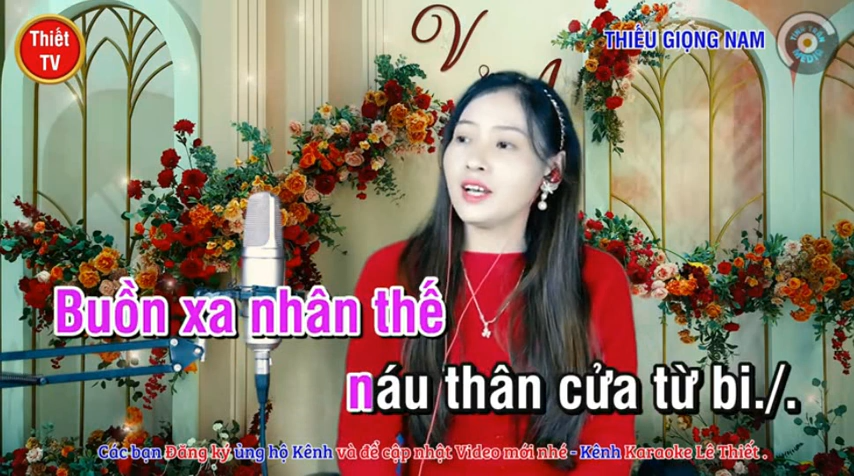 Thiết
TV
THIẾU GIỌNG NAM
Buồn xa nhân thế
náu thân cửa từ bi./.
Các bạn Đăng ký ủng hộ Kênh và để cập nhật Video mới nhé - Kênh Karaoke Lê Thiết .